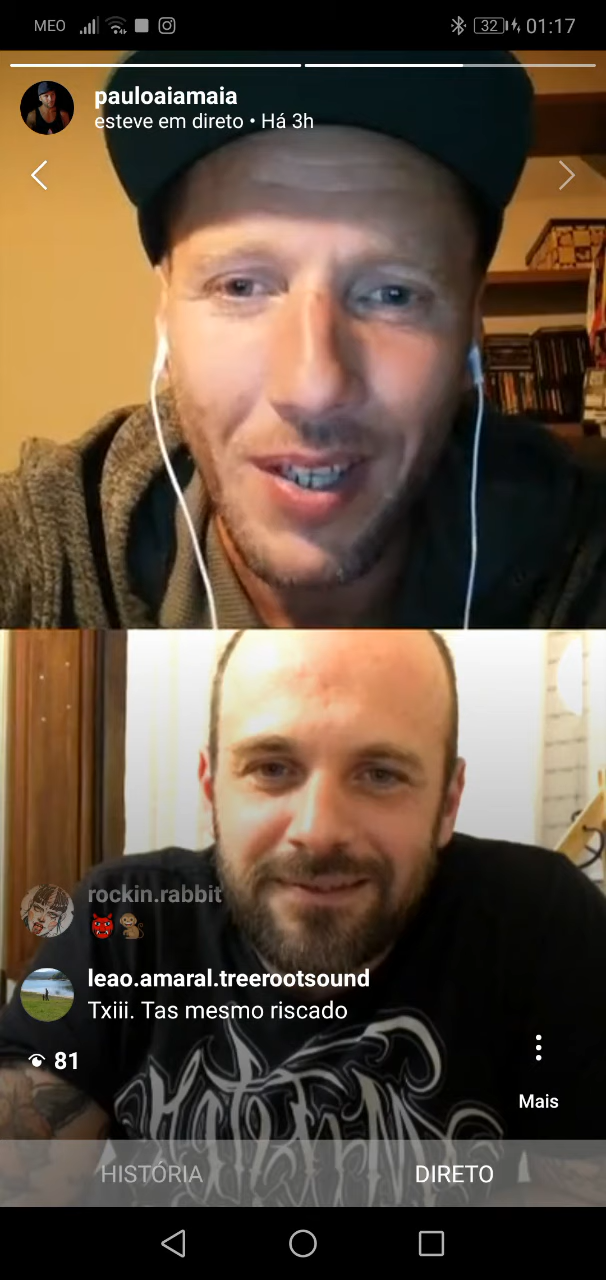 MEO
32
01:17
pauloaiamaia
esteve em direto • Há 3h
rockin.rabbit
leao.amaral.treerootsound
Txiii. Tas mesmo riscado
81
Mais
HISTÓRIA
DIRETO